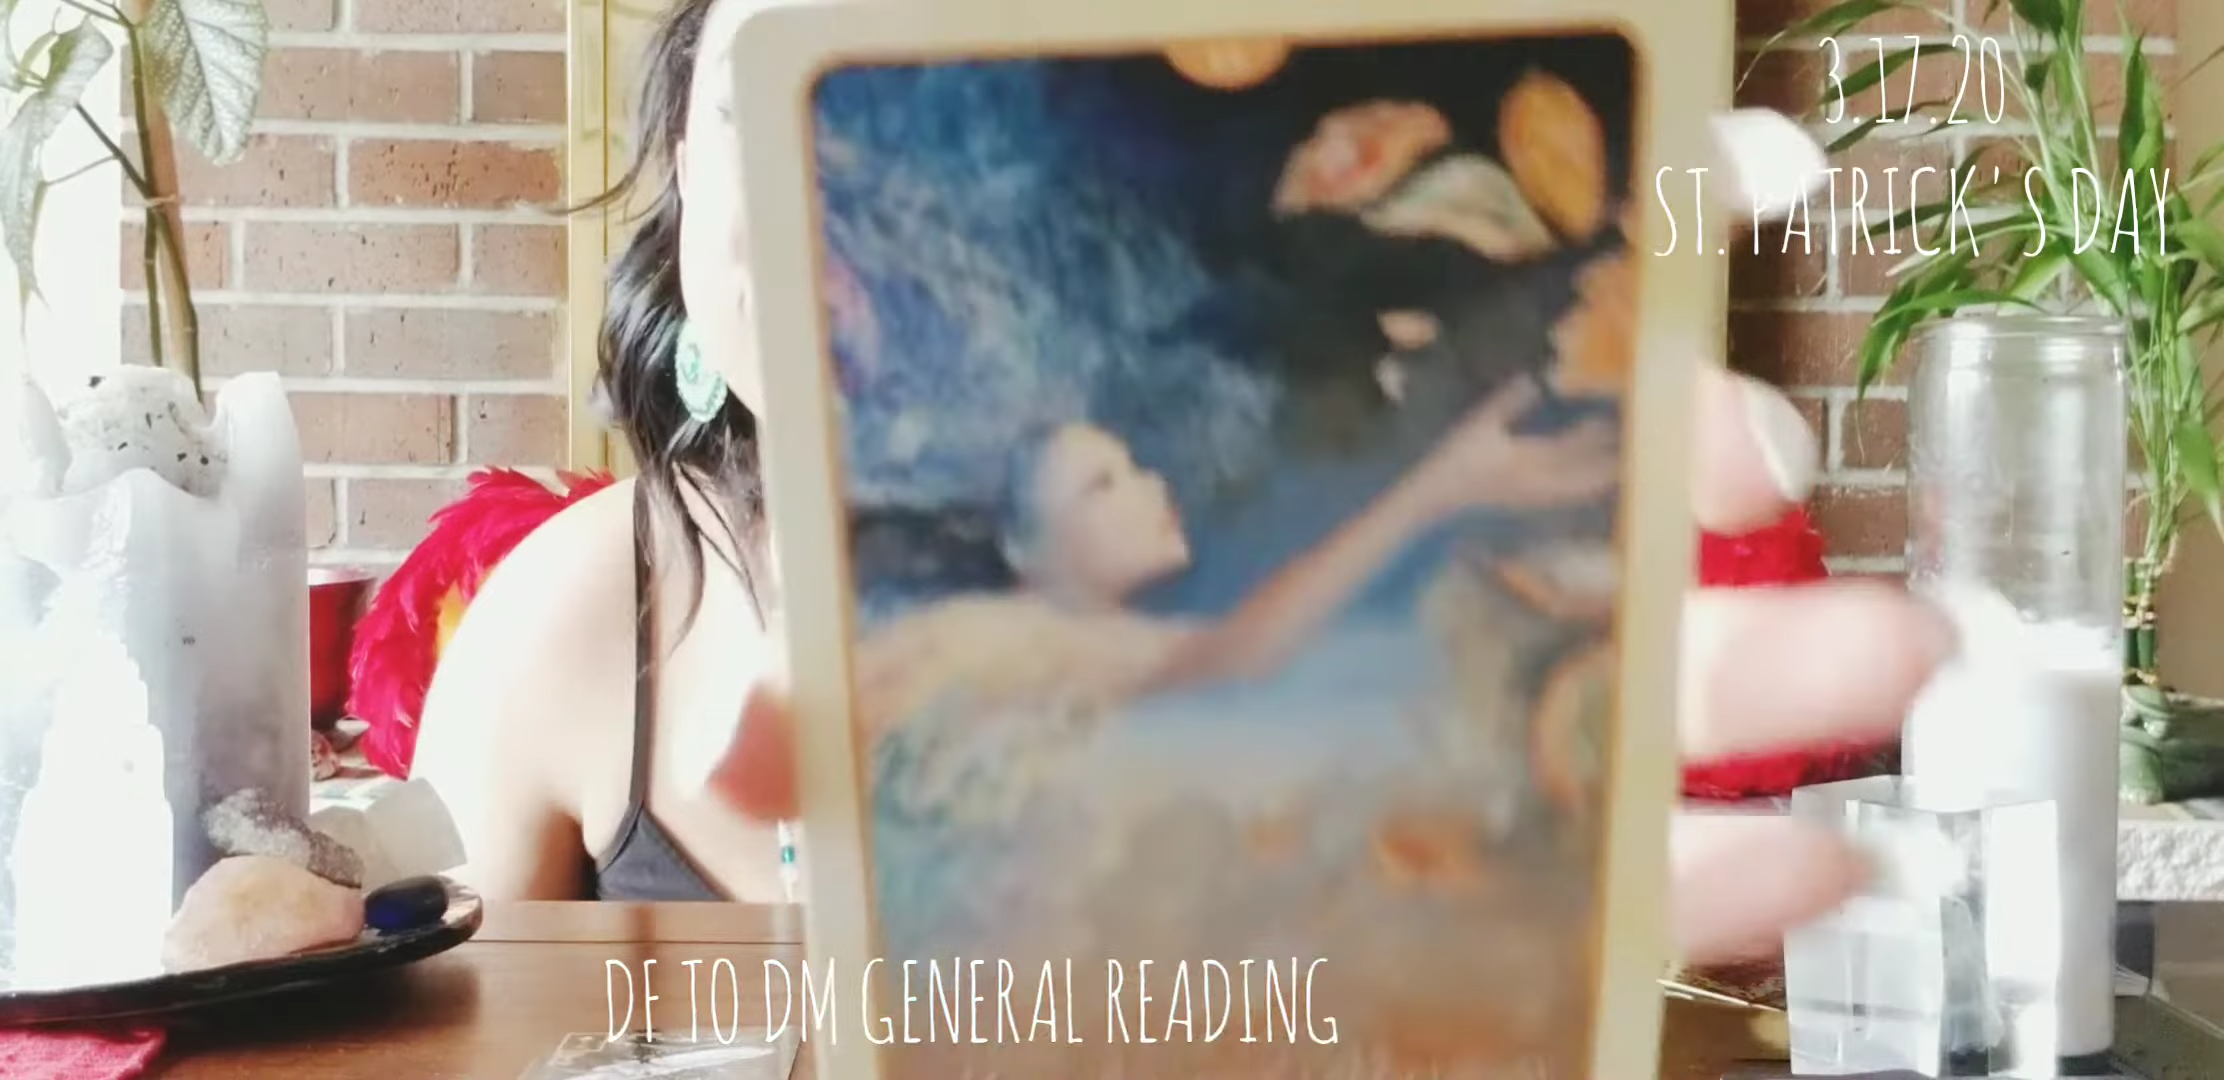 3.17.20
ST. PATRICK'S DAY
DF TO DM GENERAL READING